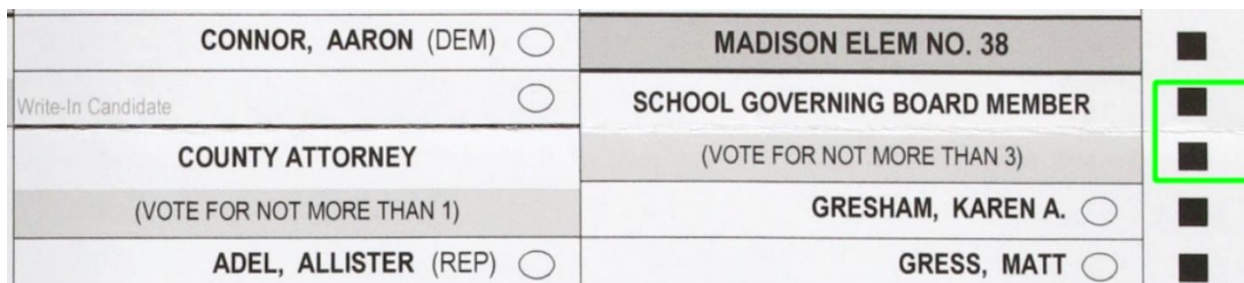 CONNOR, AARON (DEM)
Write-In Candidate
COUNTY ATTORNEY
(VOTE FOR NOT MORE THAN 1)
ADEL, ALLISTER (REP)
MADISON ELEM NO. 38
SCHOOL GOVERNING BOARD MEMBER
(VOTE FOR NOT MORE THAN 3)
GRESHAM, KAREN A.
GRESS, MATT